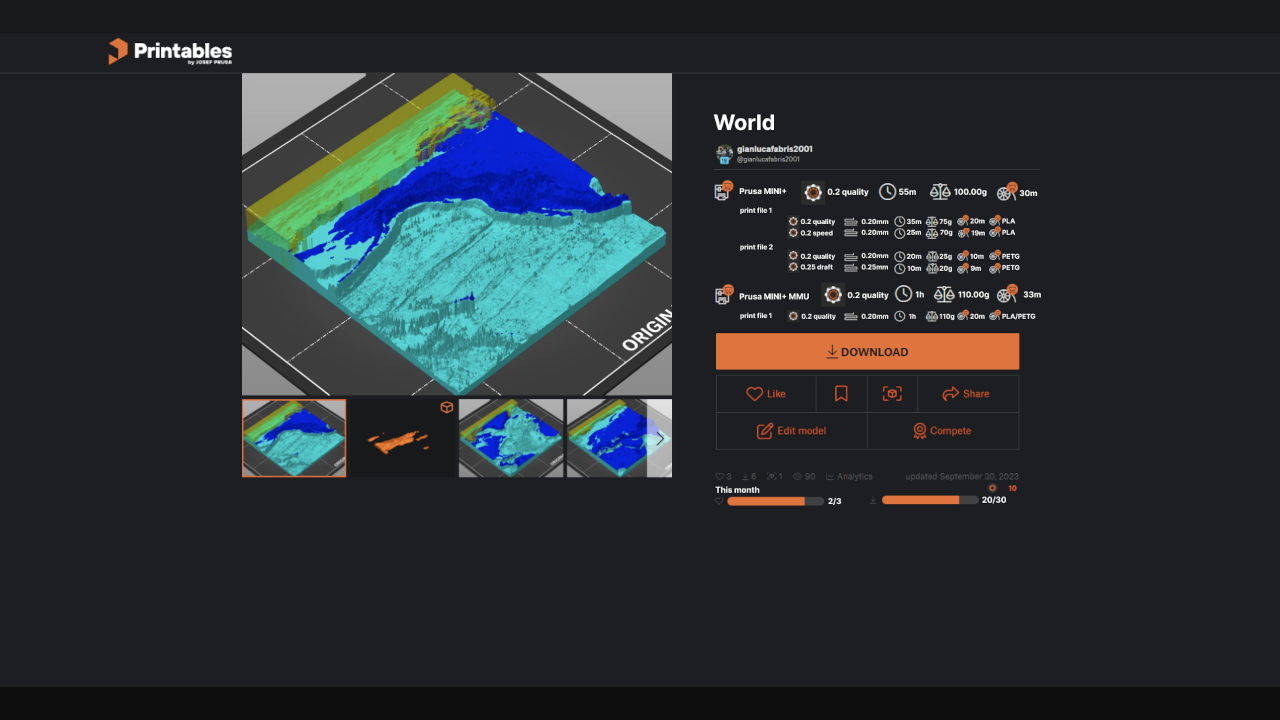 Printables
by JOSEF PRUSA
ORIGIN
World
gianlucafabris2001
@gianlucafabris2001
Prusa MINI+ 0.2 quality 55m 100.00g 30m
print file 1
0.2 quality 0.20mm 35m 75g 20m PLA
0.2 speed 0.20mm 25m 70g 19m PLA
print file 2
0.2 quality 0.20mm 20m 25g 10m PETG
0.25 draft 0.25mm 10m 20g 9m PETG
Prusa MINI+ MMU 0.2 quality 1h 110.00g 33m
print file 1 0.2 quality 0.20mm 1h 110g 20m PLA/PETG
DOWNLOAD
Like Share
Edit model Compete
3 6 1 90 Analytics updated September 30, 2023
This month 10
2/3 20/30